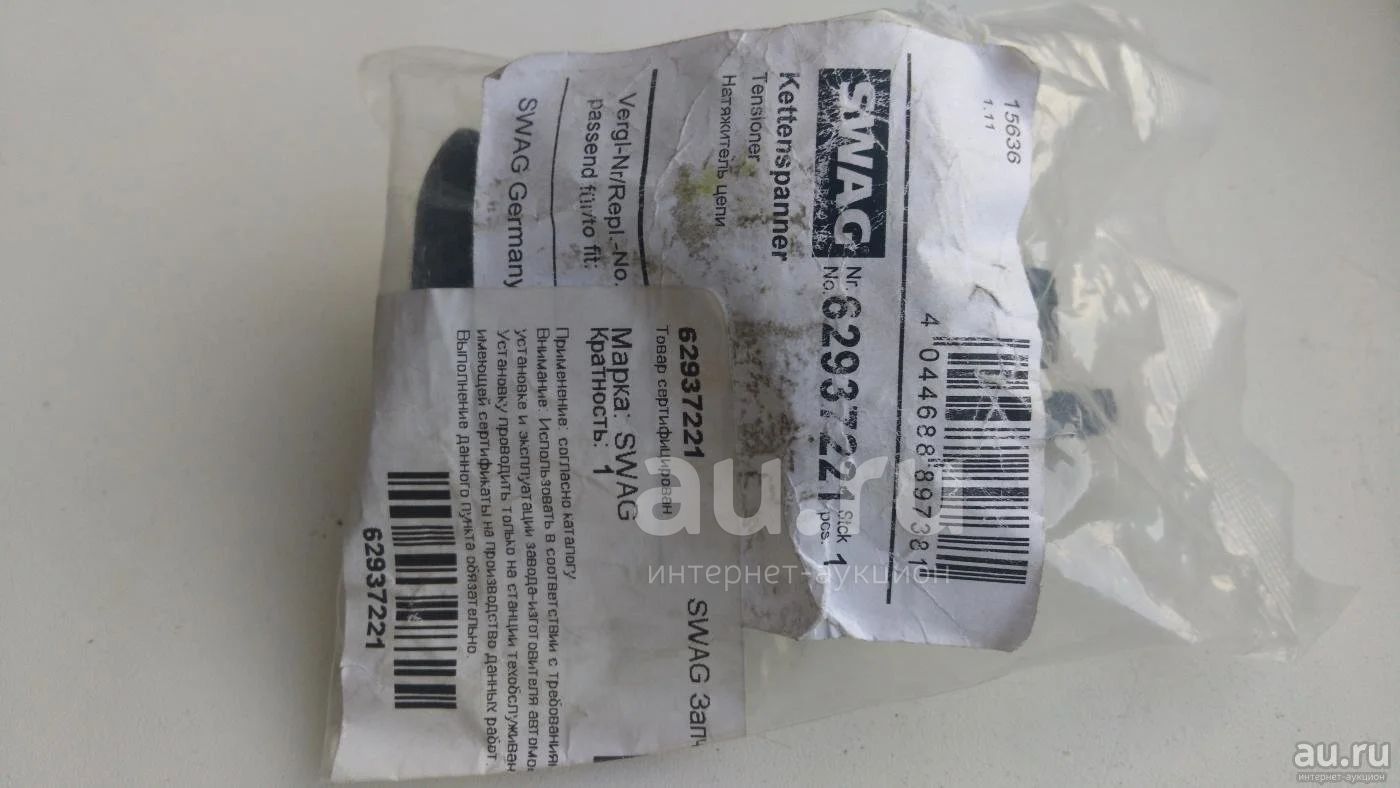 15636
1.11
4 044688 897381
SWAG
Nr.
No.
62937221
Stck
pcs.
1
Kettenspanner
Tensioner
Натяжитель цепи
Vergl-Nr/Repl.-No.
passend für/to fit:
SWAG Germany
SWAG Запч
62937221
Товар сертифицирован
Марка: SWAG
Кратность: 1
Применение: согласно каталогу
Внимание: Использовать в соответствии с требования
установке и эксплуатации завода-изготовителя автомо
Установку проводить только на станции техобслуживан
имеющей сертификаты на производство данных работ.
Выполнение данного пункта обязательно.
62937221
au.ru
интернет-аукцион
au.ru
интернет-аукцион